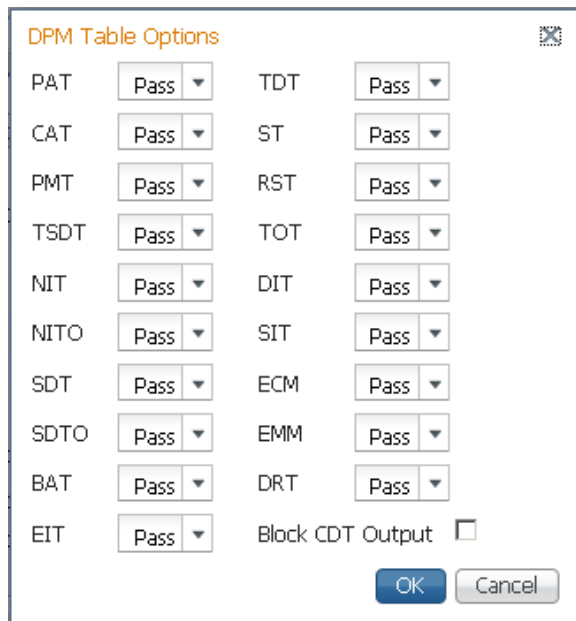 DPM Table Options
PAT Pass TDT Pass
CAT Pass ST Pass
PMT Pass RST Pass
TSDT Pass TOT Pass
NIT Pass DIT Pass
NITO Pass SIT Pass
SDT Pass ECM Pass
SDTO Pass EMM Pass
BAT Pass DRT Pass
EIT Pass Block CDT Output
OK Cancel